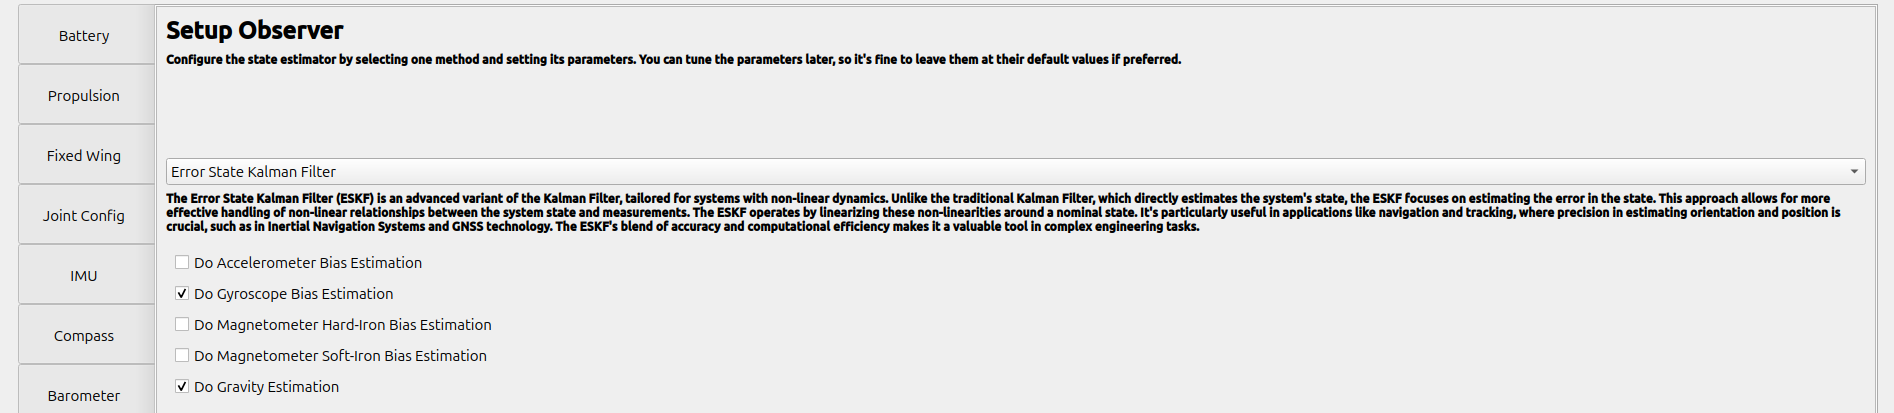 Battery
Propulsion
Fixed Wing
Joint Config
IMU
Compass
Barometer
Setup Observer
Configure the state estimator by selecting one method and setting its parameters. You can tune the parameters later, so it's fine to leave them at their default values if preferred.
Error State Kalman Filter
The Error State Kalman Filter (ESKF) is an advanced variant of the Kalman Filter, tailored for systems with non-linear dynamics. Unlike the traditional Kalman Filter, which directly estimates the system's state, the ESKF focuses on estimating the error in the state. This approach allows for more
effective handling of non-linear relationships between the system state and measurements. The ESKF operates by linearizing these non-linearities around a nominal state. It's particularly useful in applications like navigation and tracking, where precision in estimating orientation and position is
crucial, such as in Inertial Navigation Systems and GNSS technology. The ESKF's blend of accuracy and computational efficiency makes it a valuable tool in complex engineering tasks.
Do Accelerometer Bias Estimation
Do Gyroscope Bias Estimation
Do Magnetometer Hard-Iron Bias Estimation
Do Magnetometer Soft-Iron Bias Estimation
Do Gravity Estimation